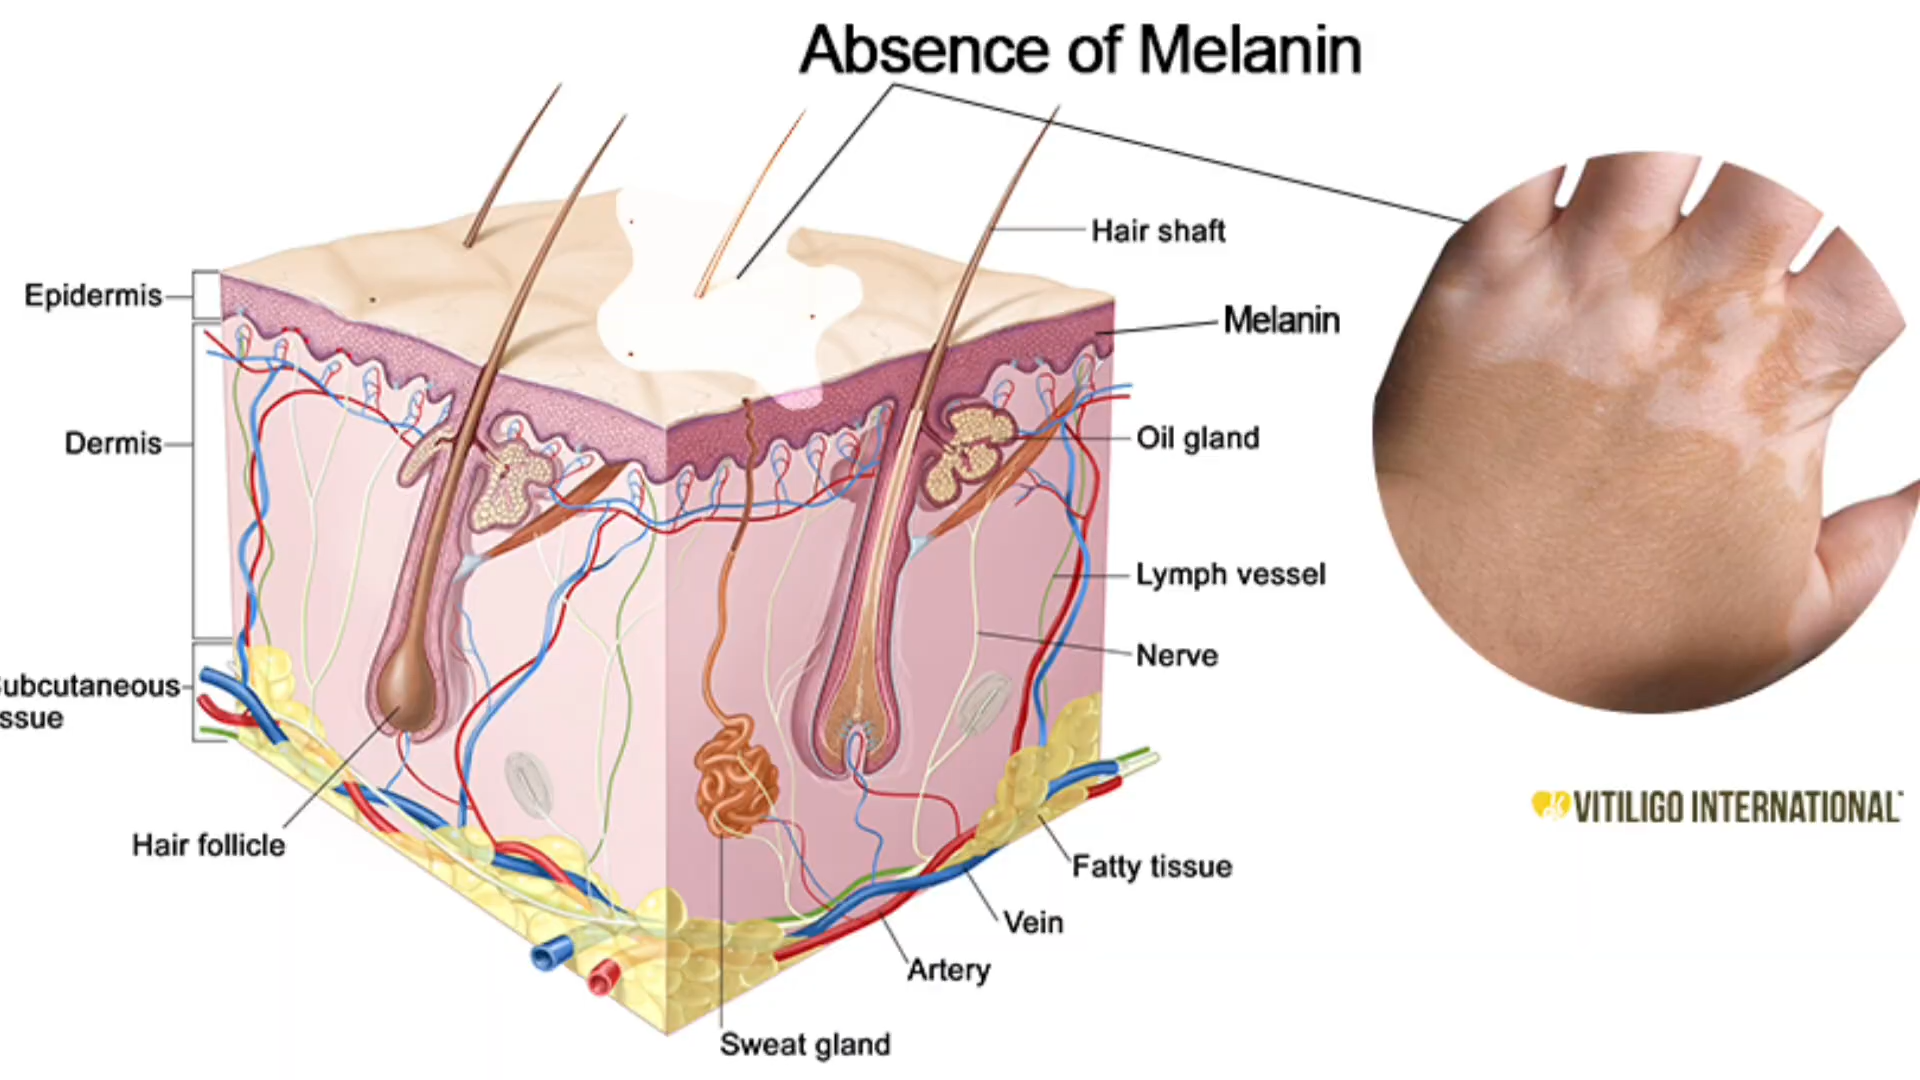 Absence of Melanin
Hair shaft
Epidermis
Melanin
Dermis
Oil gland
Lymph vessel
Nerve
ubcutaneous
ssue
VITILIGO INTERNATIONAL
Hair follicle
Fatty tissue
Vein
Artery
Sweat gland